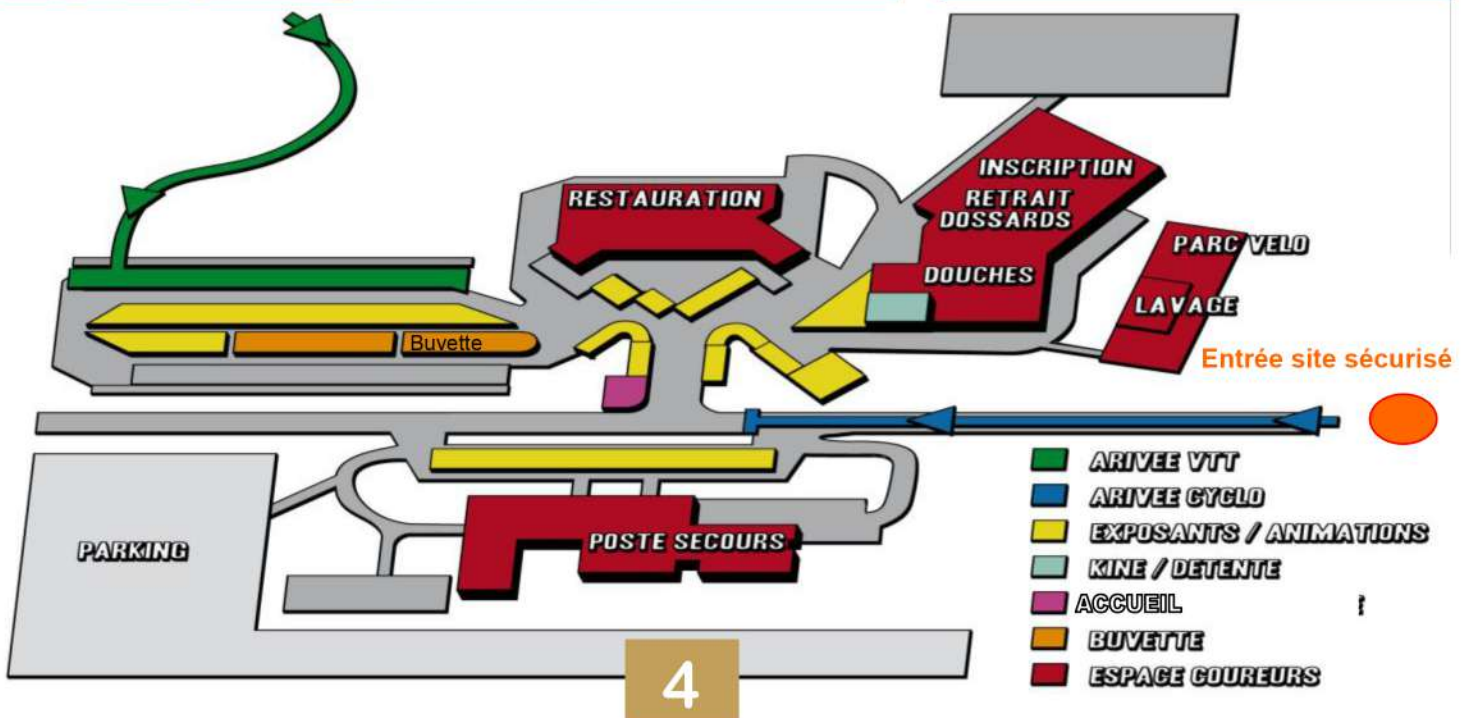 INSCRIPTION
RETRAIT
DOSSARDS
RESTAURATION
PARC VELO
DOUCHES
LAVAGE
Buvette
Entrée site sécurisé
ARIVEE VTT
ARIVEE CYCLO
EXPOSANTS / ANIMATIONS
KINE / DETENTE
ACCUEIL
BUVETTE
ESPACE COUREURS
POSTE SECOURS
PARKING
4